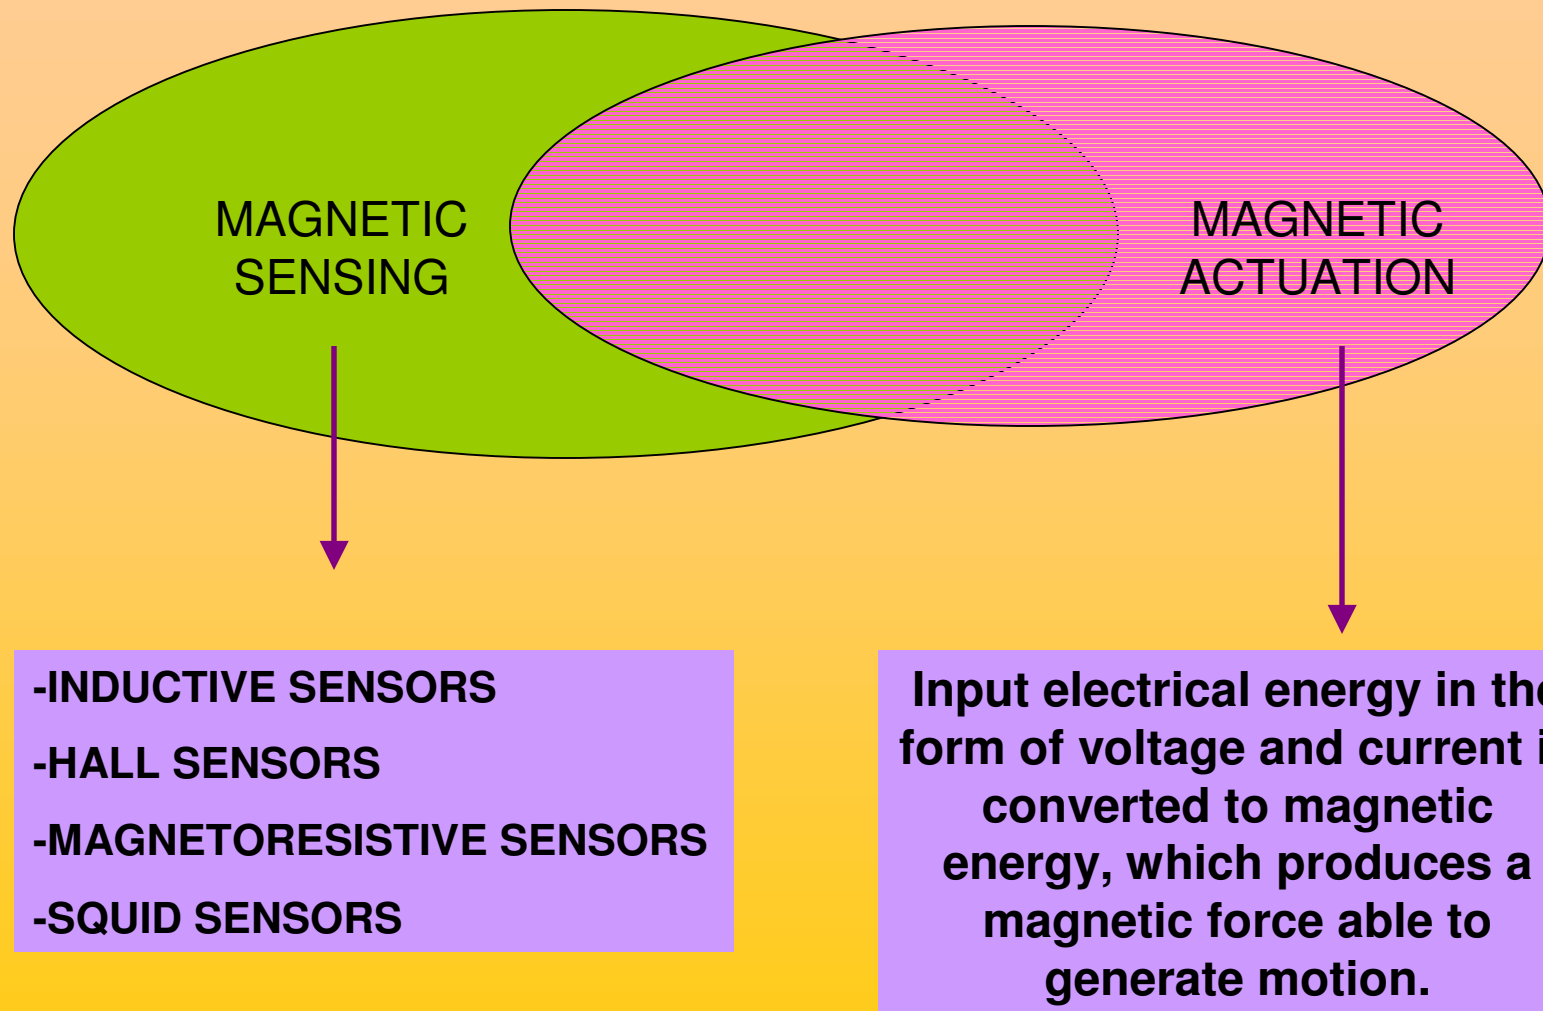 MAGNETIC
SENSING
MAGNETIC
ACTUATION
-INDUCTIVE SENSORS
-HALL SENSORS
-MAGNETORESISTIVE SENSORS
-SQUID SENSORS
Input electrical energy in the
form of voltage and current i
converted to magnetic
energy, which produces a
magnetic force able to
generate motion.